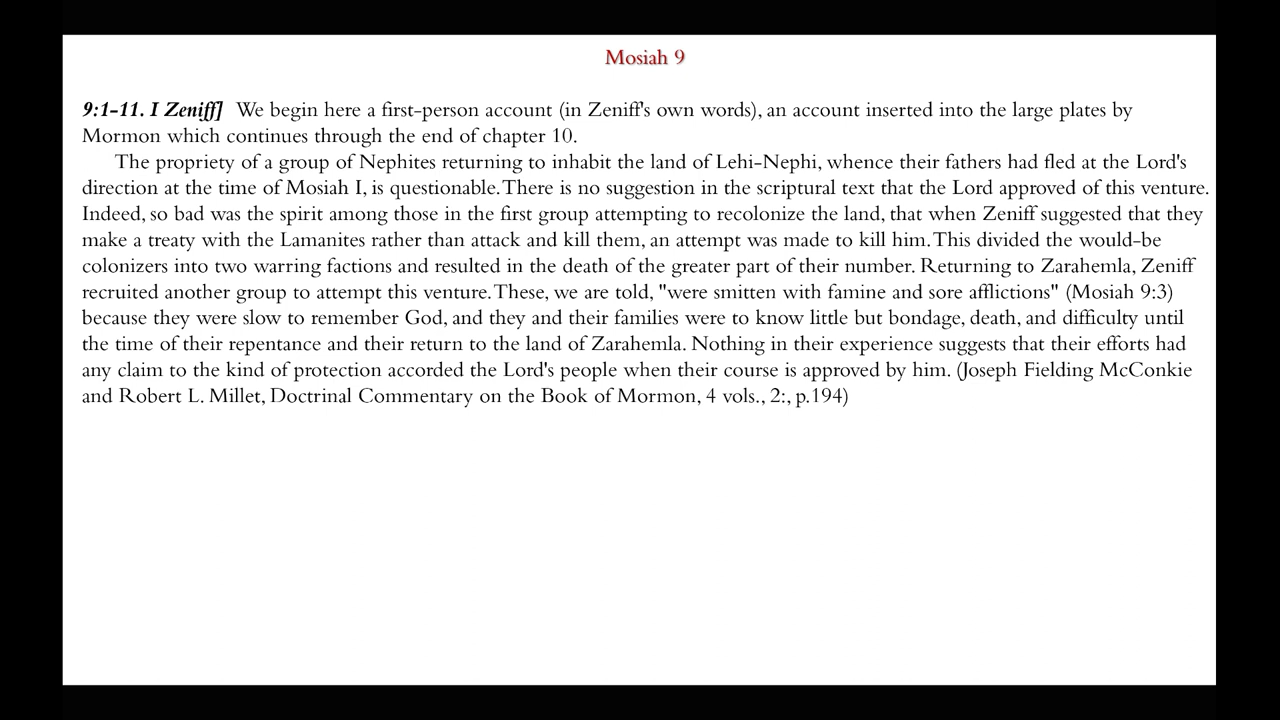 Mosiah 9
9:1-11. I Zeniff] We begin here a first-person account (in Zeniff's own words), an account inserted into the large plates by
Mormon which continues through the end of chapter 10.
The propriety of a group of Nephites returning to inhabit the land of Lehi-Nephi, whence their fathers had fled at the Lord's
direction at the time of Mosiah I, is questionable. There is no suggestion in the scriptural text that the Lord approved of this venture.
Indeed, so bad was the spirit among those in the first group attempting to recolonize the land, that when Zeniff suggested that they
make a treaty with the Lamanites rather than attack and kill them, an attempt was made to kill him. This divided the would-be
colonizers into two warring factions and resulted in the death of the greater part of their number. Returning to Zarahemla, Zeniff
recruited another group to attempt this venture. These, we are told, "were smitten with famine and sore afflictions" (Mosiah 9:3)
because they were slow to remember God, and they and their families were to know little but bondage, death, and difficulty until
the time of their repentance and their return to the land of Zarahemla. Nothing in their experience suggests that their efforts had
any claim to the kind of protection accorded the Lord's people when their course is approved by him. (Joseph Fielding McConkie
and Robert L. Millet, Doctrinal Commentary on the Book of Mormon, 4 vols., 2:, p.194)